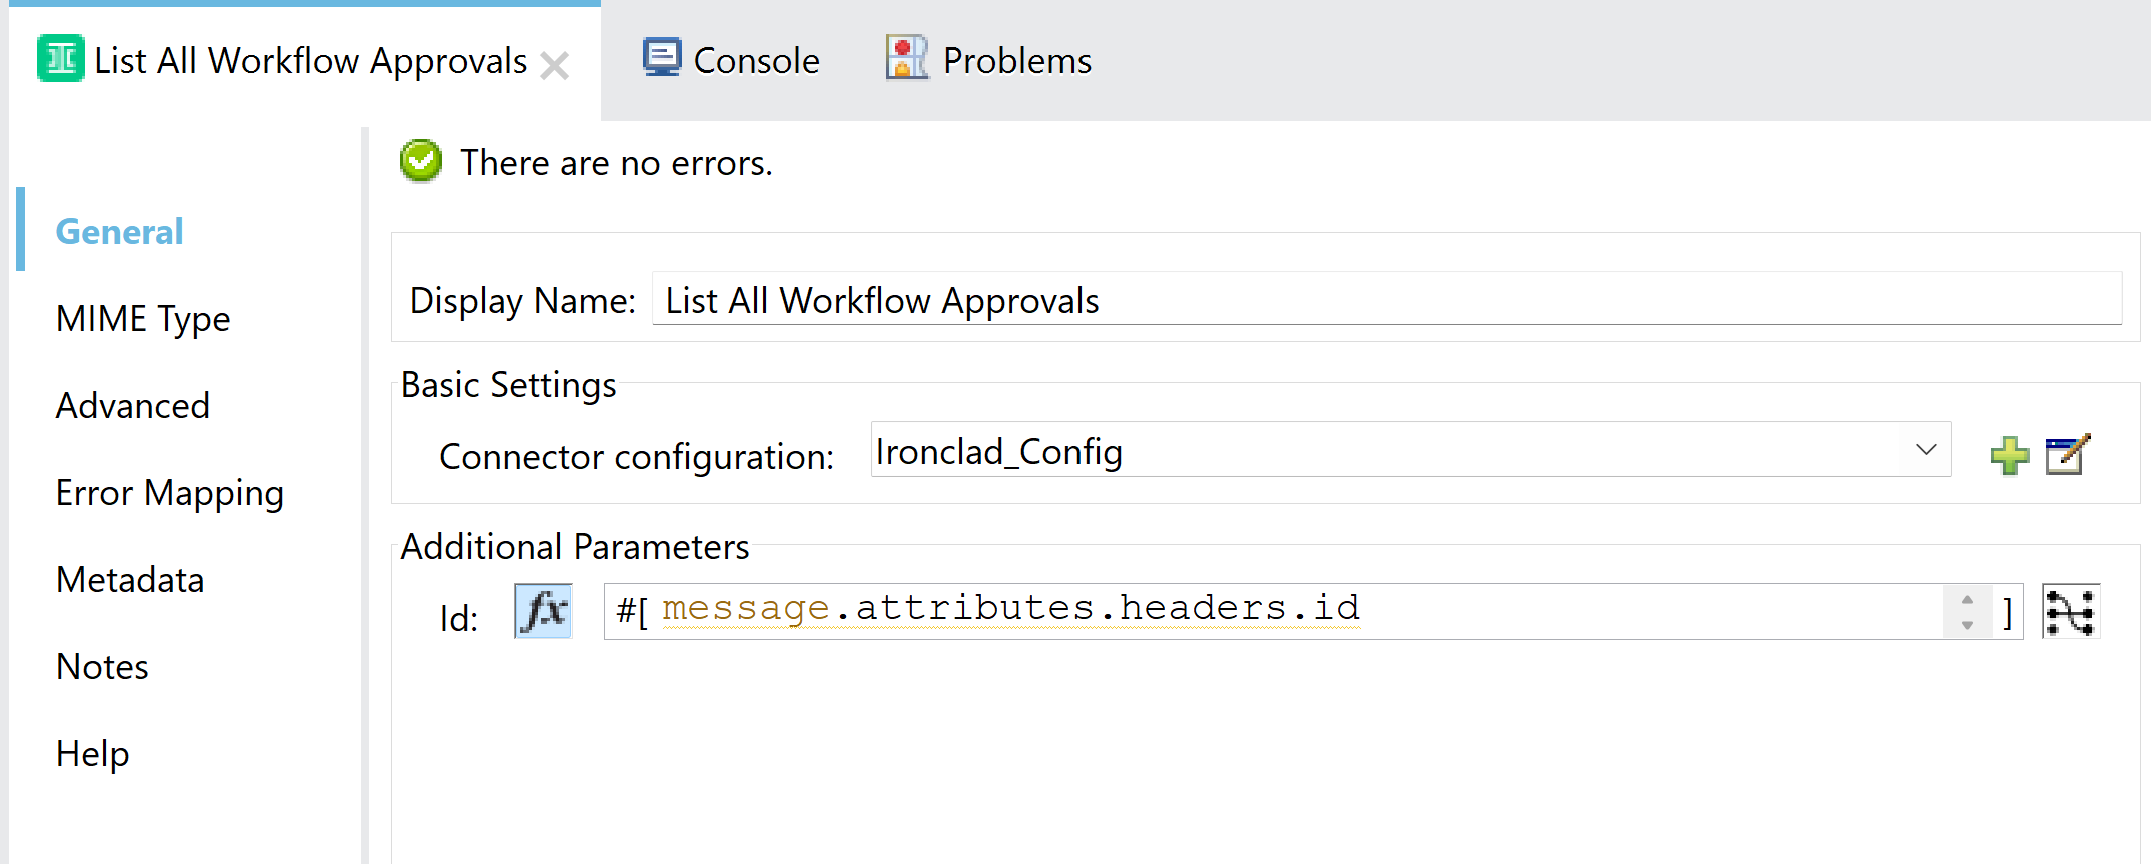 List All Workflow Approvals
Console
Problems
There are no errors.
General
MIME Type
Advanced
Error Mapping
Metadata
Notes
Help
Display Name: List All Workflow Approvals
Basic Settings
Connector configuration: Ironclad_Config
Additional Parameters
Id: fx #[ message.attributes.headers.id ]